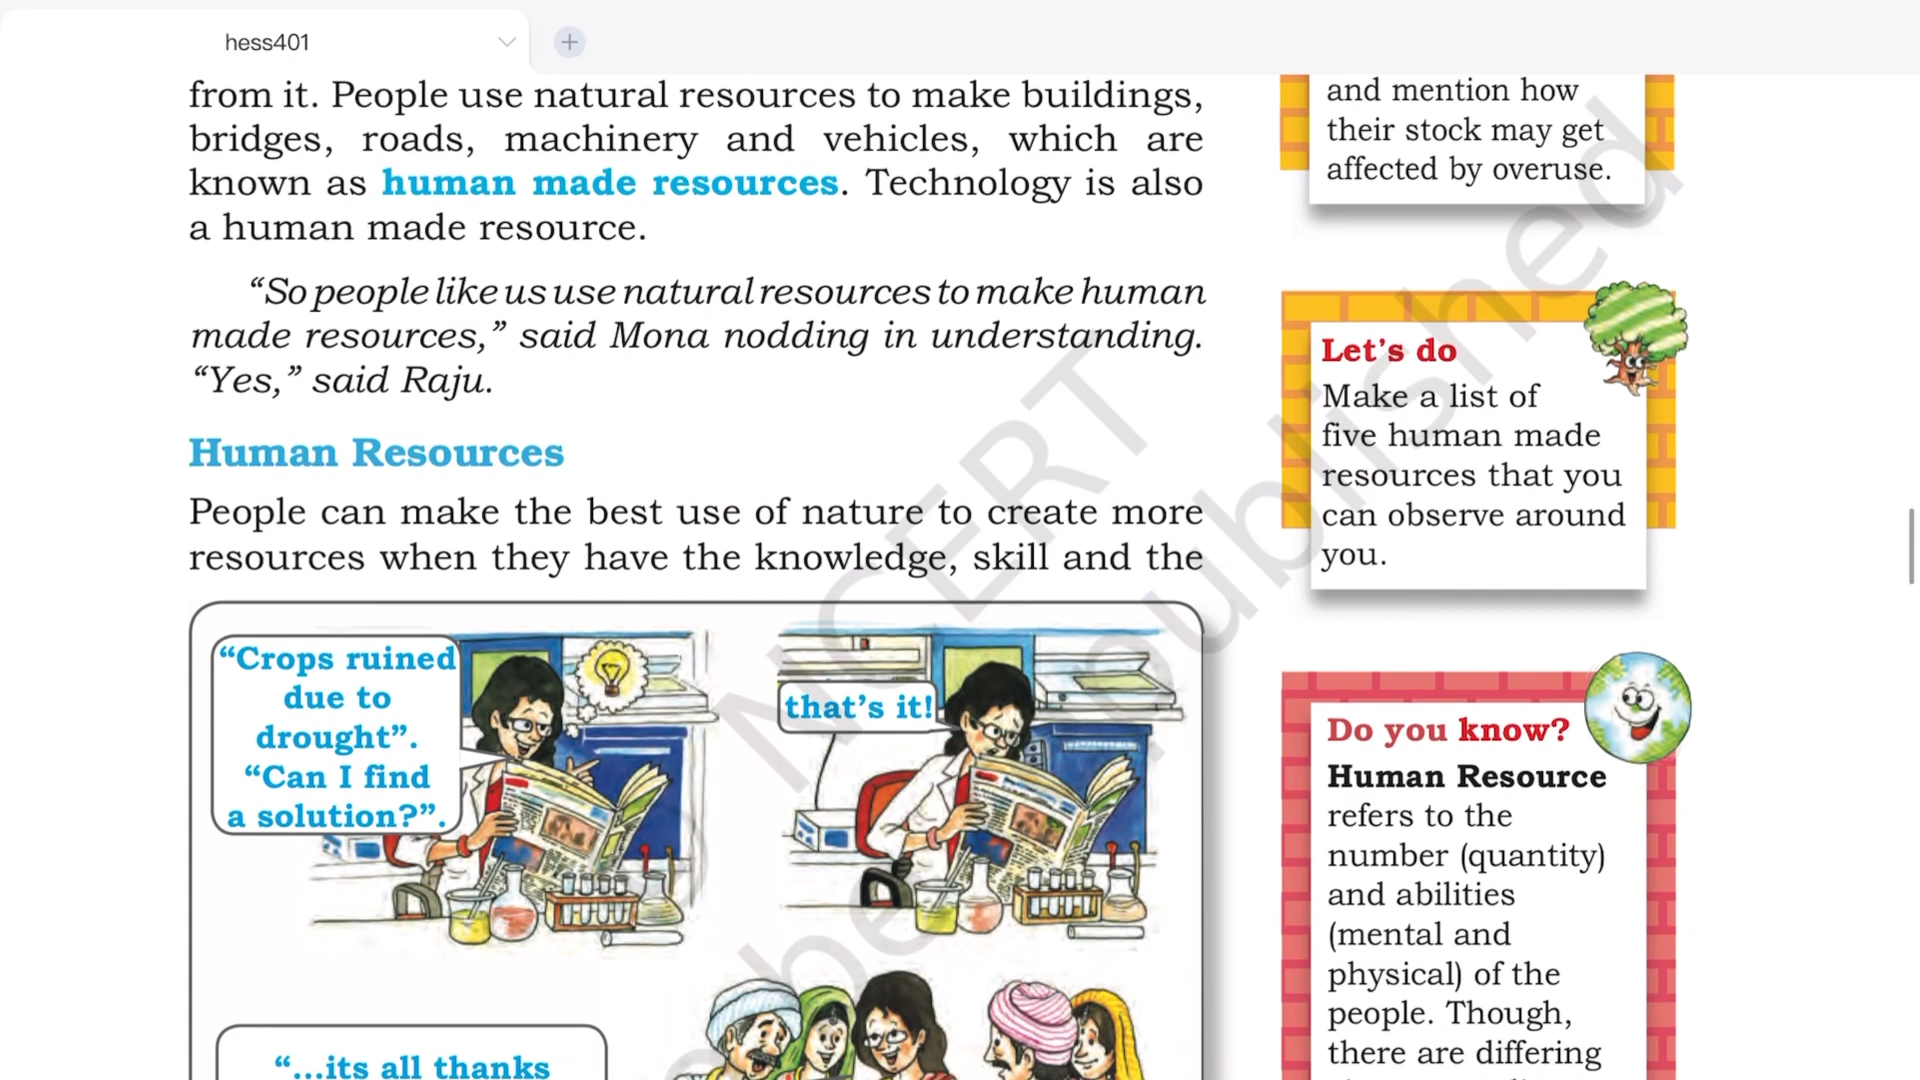 hess401
from it. People use natural resources to make buildings,
bridges, roads, machinery and vehicles, which are
known as human made resources. Technology is also
a human made resource.
“So people like us use natural resources to make human
made resources,” said Mona nodding in understanding.
“Yes,” said Raju.
Human Resources
People can make the best use of nature to create more
resources when they have the knowledge, skill and the
“Crops ruined
due to
drought”.
“Can I find
a solution?”.
that’s it!
“...its all thanks
and mention how
their stock may get
affected by overuse.
Let’s do
Make a list of
five human made
resources that you
can observe around
you.
Do you know?
Human Resource
refers to the
number (quantity)
and abilities
(mental and
physical) of the
people. Though,
there are differing
NCERT
be
published